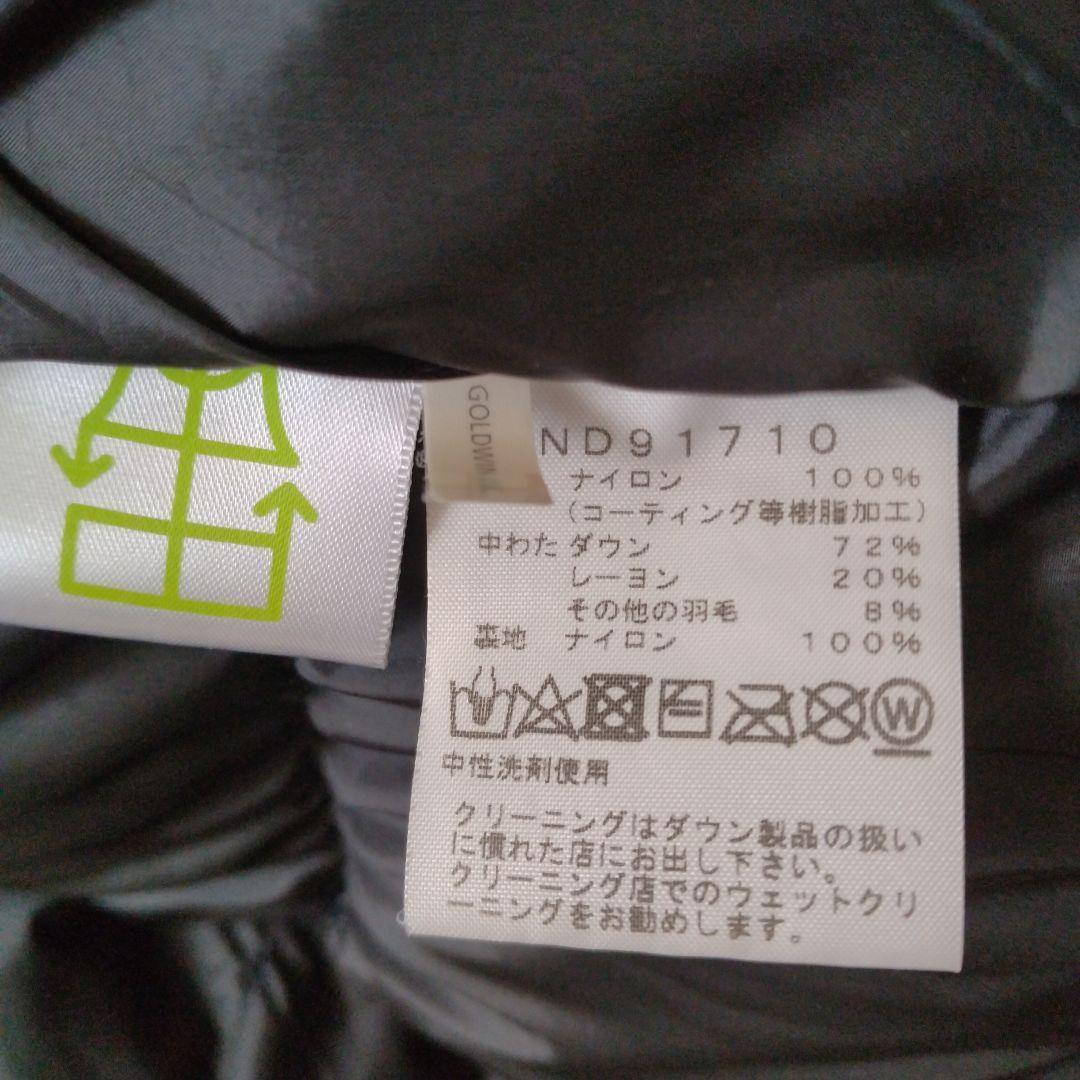 GOLDWIN
ND91710
ナイロン 100%
(コーティング等樹脂加工)
中わた ダウン 72%
レーヨン 20%
その他の羽毛 8%
裏地 ナイロン 100%
W
中性洗剤使用
クリーニングはダウン製品の扱い
に慣れた店にお出し下さい。
クリーニング店でのウェットクリ
ーニングをお勧めします。